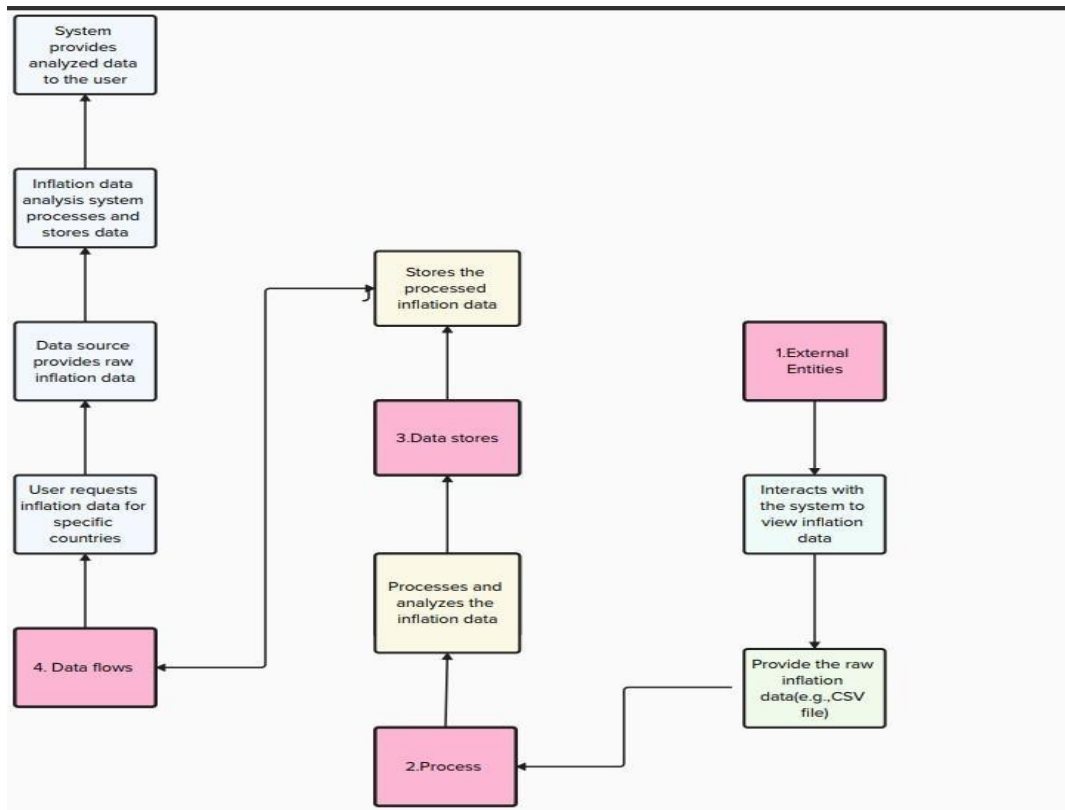 System
provides
analyzed data
to the user
Inflation data
analysis system
processes and
stores data
Data source
provides raw
inflation data
User requests
inflation data for
specific
countries
4. Data flows
Stores the
processed
inflation data
3.Data stores
Processes and
analyzes the
inflation data
2.Process
1.External
Entities
Interacts with
the system to
view inflation
data
Provide the raw
inflation
data(e.g.,CSV
file)